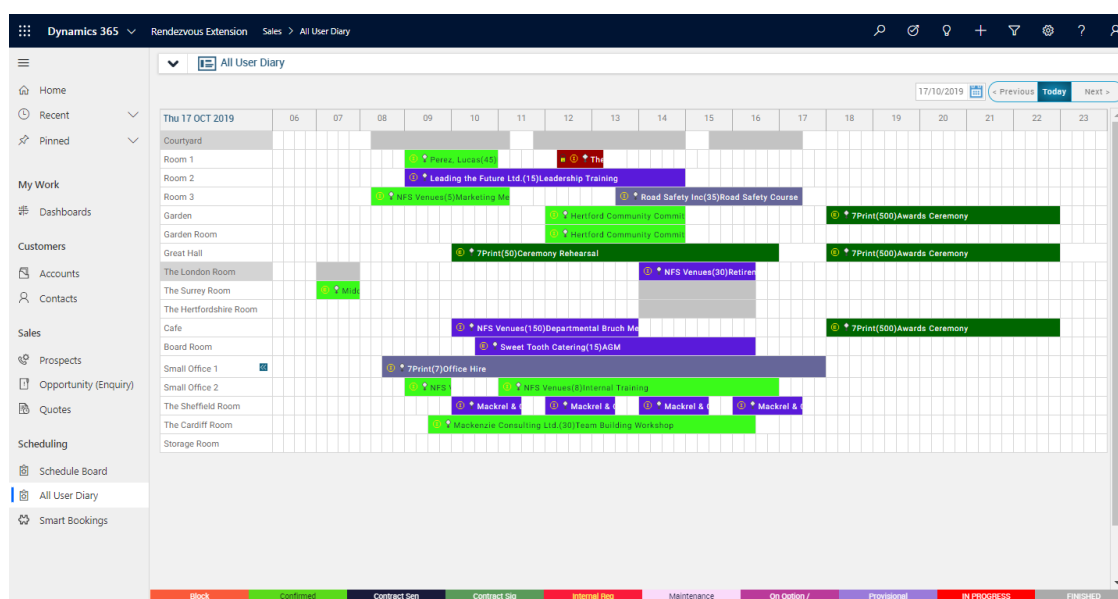 Dynamics 365 Rendezvous Extension Sales > All User Diary
All User Diary
Home
Recent
Pinned
My Work
Dashboards
Customers
Accounts
Contacts
Sales
Prospects
Opportunity (Enquiry)
Quotes
Scheduling
Schedule Board
All User Diary
Smart Bookings
17/10/2019 < Previous Today Next >
Thu 17 OCT 2019 06 07 08 09 10 11 12 13 14 15 16 17 18 19 20 21 22 23
Courtyard
Room 1 Perez, Lucas(45) The
Room 2 Leading the Future Ltd.(15)Leadership Training
Room 3 NFS Venues(5)Marketing Me Road Safety Inc(35)Road Safety Course
Garden Hertford Community Commit 7Print(500)Awards Ceremony
Garden Room Hertford Community Commit
Great Hall 7Print(50)Ceremony Rehearsal 7Print(500)Awards Ceremony
The London Room NFS Venues(30)Retire
The Surrey Room Midd
The Hertfordshire Room
Cafe NFS Venues(150)Departmental Bruch Me 7Print(500)Awards Ceremony
Board Room Sweet Tooth Catering(15)AGM
Small Office 1 7Print(7)Office Hire
Small Office 2 NFS NFS Venues(8)Internal Training
The Sheffield Room Mackrel & Mackrel & Mackrel & Mackrel &
The Cardiff Room Mackenzie Consulting Ltd.(30)Team Building Workshop
Storage Room
Block Confirmed Contract Sen Contract Sig Internal Reg Maintenance On Option / Provisional IN PROGRESS FINISHED